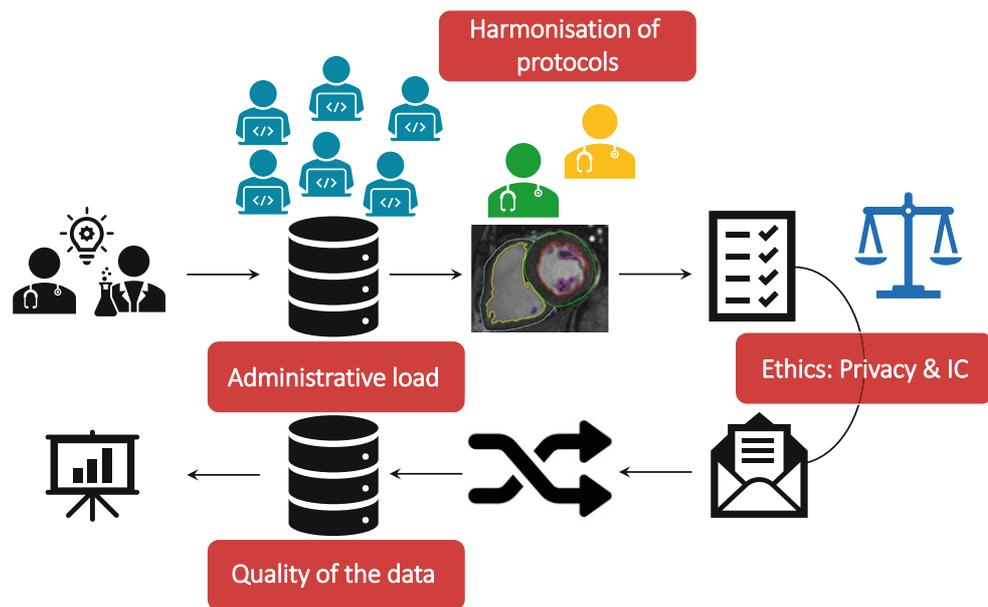 Harmonisation of
protocols
</>
</>
</>
</>
</>
</>
Administrative load
Ethics: Privacy & IC
Quality of the data